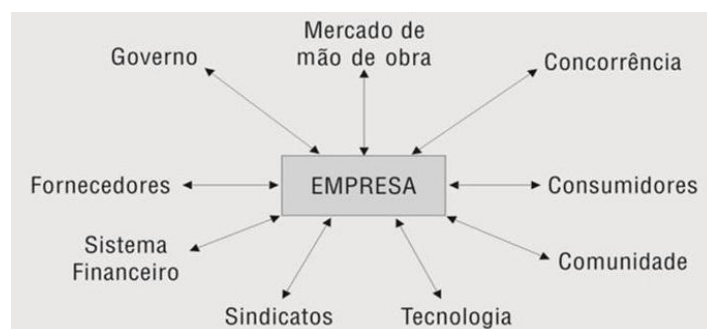 Mercado de
mão de obra
Governo
Concorrência
Fornecedores
EMPRESA
Consumidores
Sistema
Financeiro
Comunidade
Sindicatos
Tecnologia